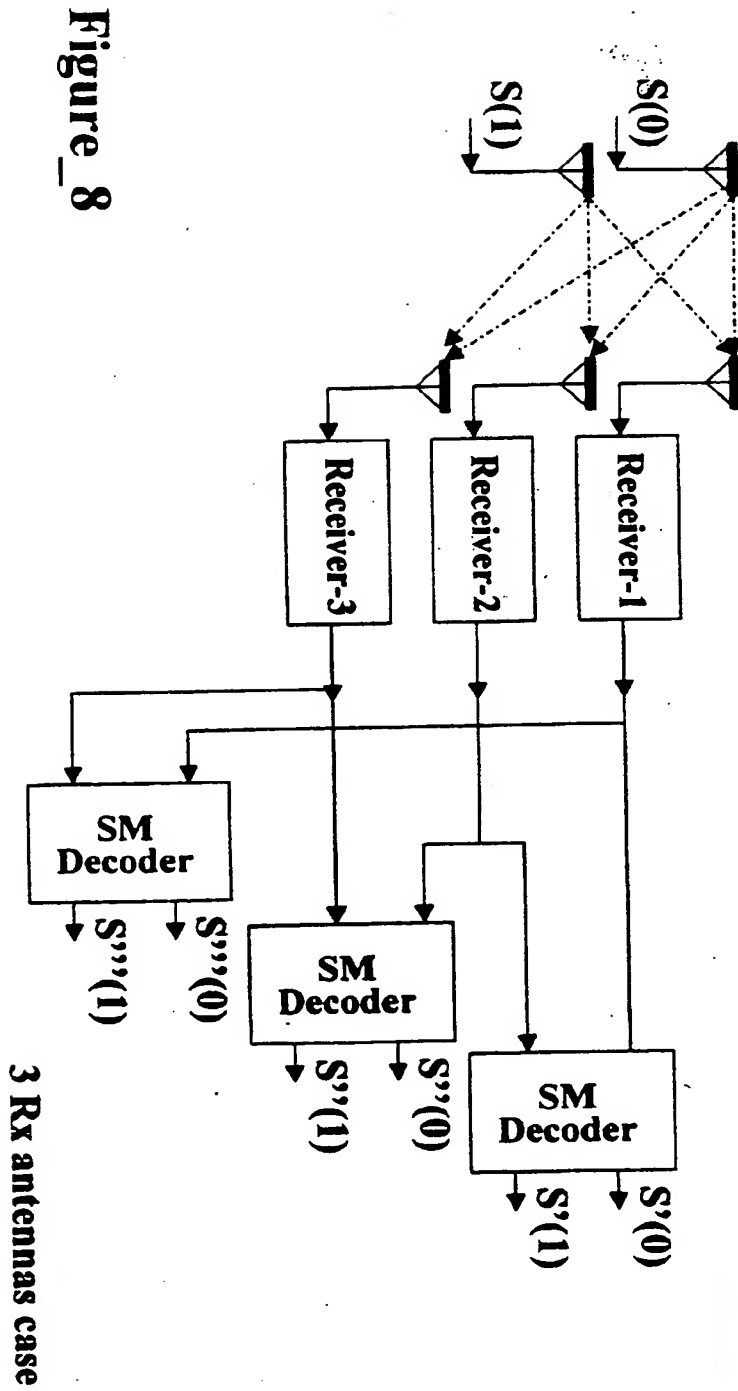 S(0)
S(1)
Receiver-1
Receiver-2
Receiver-3
SM
Decoder
S'(0)
S'(1)
SM
Decoder
S''(0)
S''(1)
SM
Decoder
S'''(0)
S'''(1)
3 Rx antennas case
Figure_8